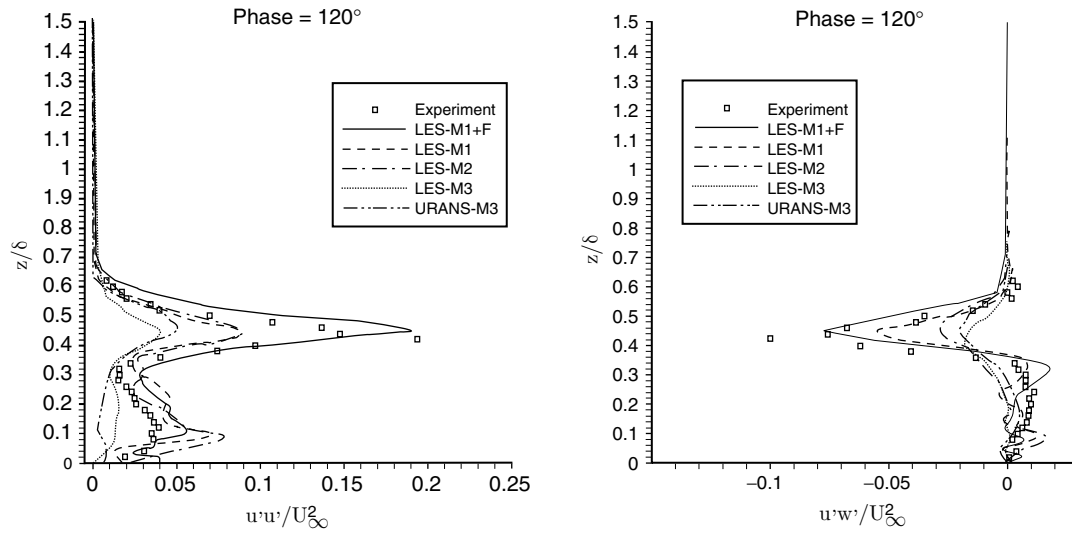 Phase = 120°
1.5
1.4
1.3
1.2
1.1
1
1.9
0.8
0.7
0.6
0.5
0.4
0.3
0.2
0.1
0
z/δ
Experiment
LES-M1+F
LES-M1
LES-M2
LES-M3
URANS-M3
0 0.05 0.1 0.15 0.2 0.25
u'u'/U²∞
Phase = 120°
1.5
1.4
1.3
1.2
1.1
1
1.9
0.8
0.7
0.6
0.5
0.4
0.3
0.2
0.1
0
z/δ
Experiment
LES-M1+F
LES-M1
LES-M2
LES-M3
URANS-M3
−0.1 −0.05 0
u'w'/U²∞